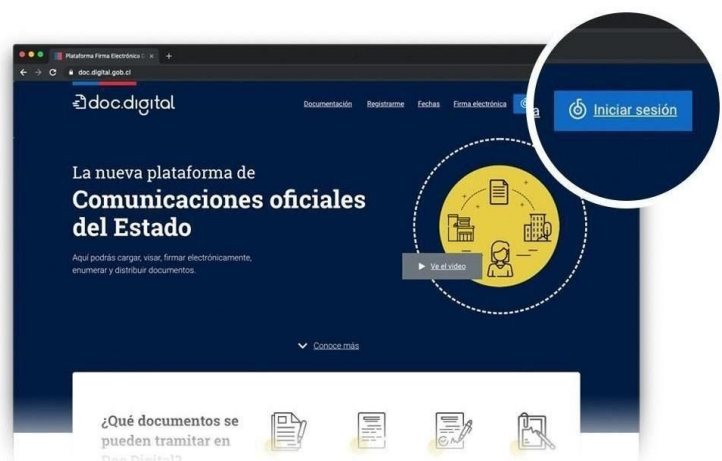 Plataforma Firma Electrónica
doc.digital.gob.cl
doc.digital
Documentación
Registrarme
Fechas
Firma electrónica
a
Iniciar sesión
La nueva plataforma de
Comunicaciones oficiales
del Estado
Aquí podrás cargar, visar, firmar electrónicamente,
enumerar y distribuir documentos.
Ve el video
Conoce más
¿Qué documentos se
pueden tramitar en
Doc.Digital?